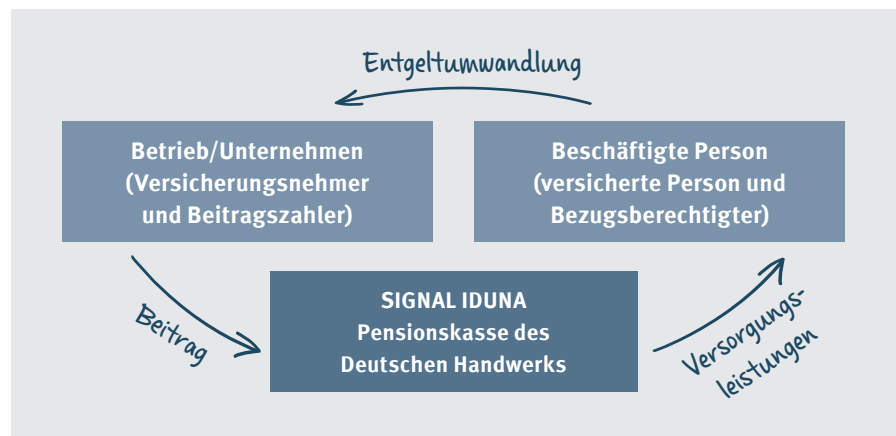 Entgeltumwandlung
Betrieb/Unternehmen
(Versicherungsnehmer
und Beitragszahler)
Beschäftigte Person
(versicherte Person und
Bezugsberechtigter)
Beitrag
SIGNAL IDUNA
Pensionskasse des
Deutschen Handwerks
Versorgungs-
leistungen